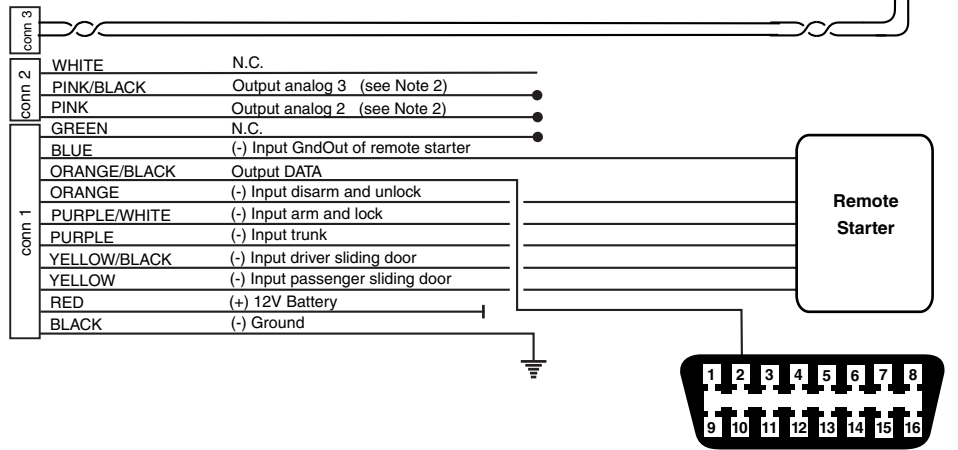 conn 3
conn 2
WHITE N.C.
PINK/BLACK Output analog 3 (see Note 2)
PINK Output analog 2 (see Note 2)
conn 1
GREEN N.C.
BLUE (-) Input GndOut of remote starter
ORANGE/BLACK Output DATA
ORANGE (-) Input disarm and unlock
PURPLE/WHITE (-) Input arm and lock
PURPLE (-) Input trunk
YELLOW/BLACK (-) Input driver sliding door
YELLOW (-) Input passenger sliding door
RED (+) 12V Battery
BLACK (-) Ground
Remote
Starter
1 2 3 4 5 6 7 8
9 10 11 12 13 14 15 16